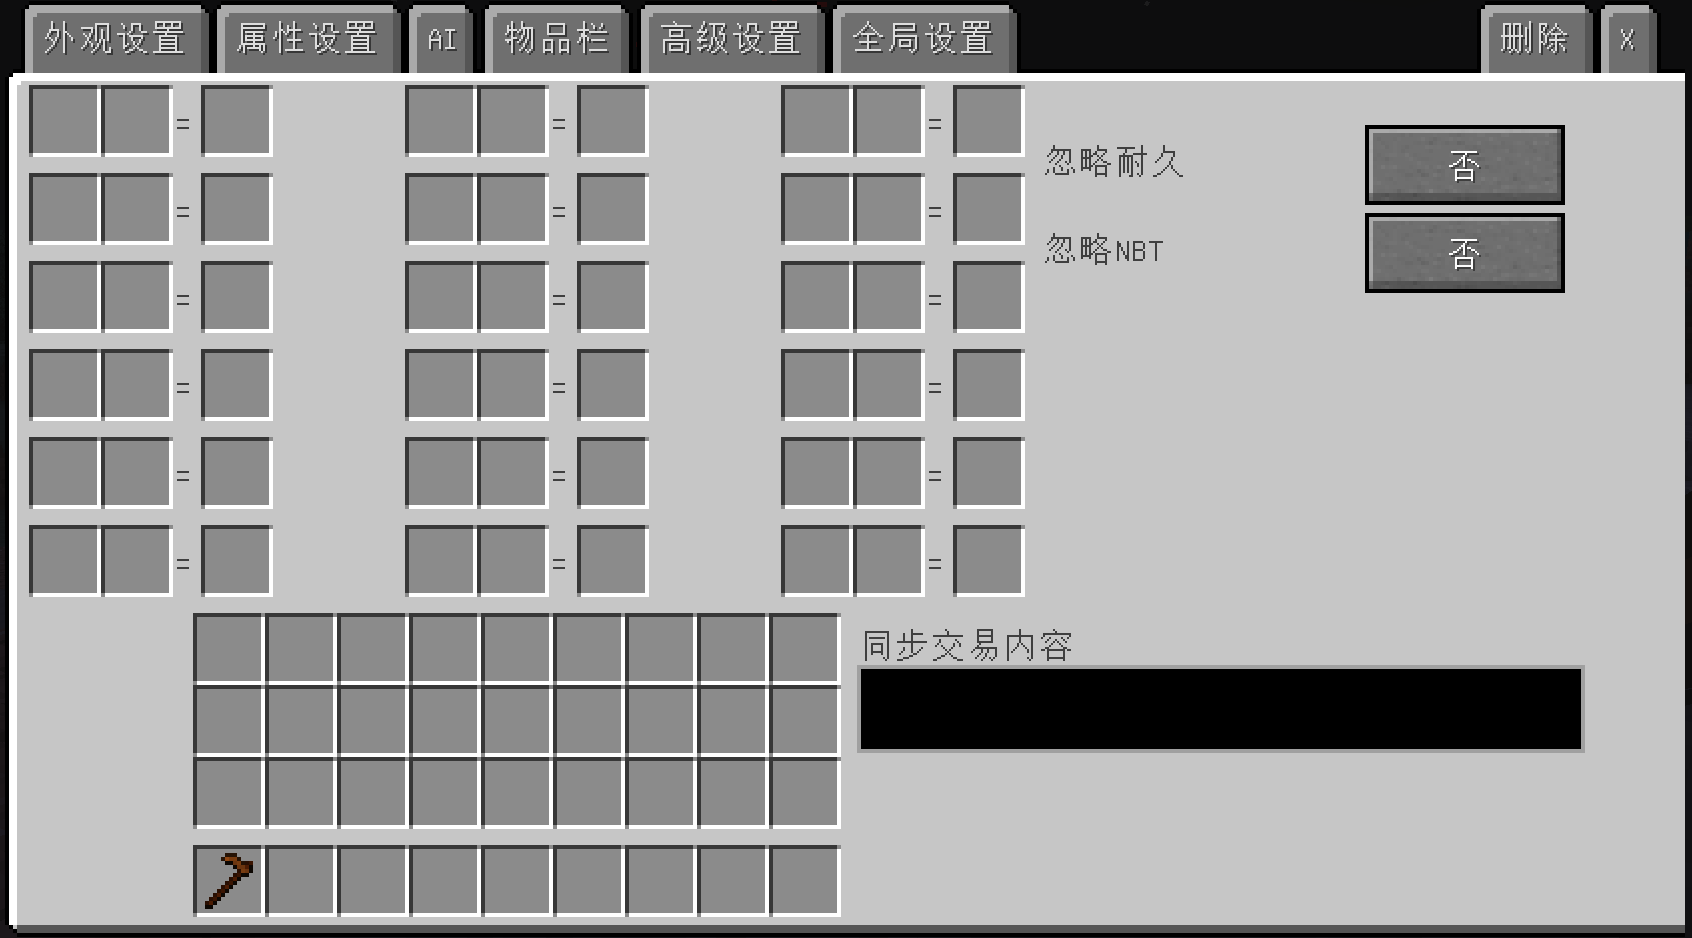 外观设置 属性设置 AI 物品栏 高级设置 全局设置 删除 X
= = =
忽略耐久 否
= = =
忽略NBT 否
= = =
= = =
= = =
= = =
同步交易内容